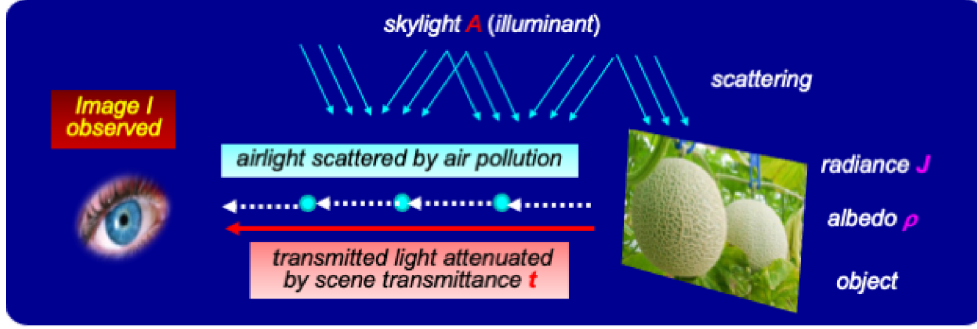 skylight A (illuminant)
scattering
Image I
observed
airlight scattered by air pollution
radiance J
albedo ρ
transmitted light attenuated
by scene transmittance t
object